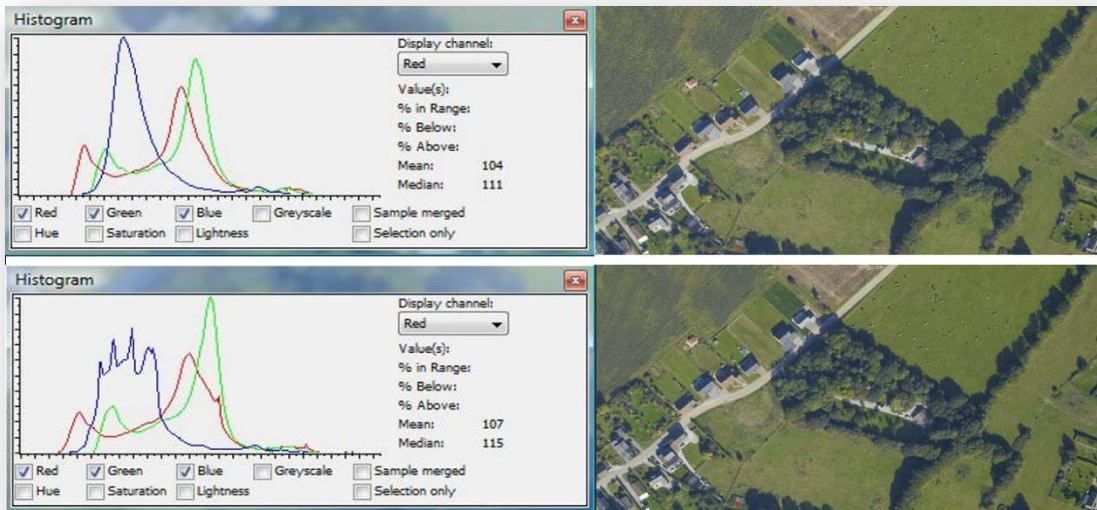 Histogram
x
Display channel:
Red
Value(s):
% in Range:
% Below:
% Above:
Mean: 104
Median: 111
Red Green Blue Greyscale Sample merged
Hue Saturation Lightness Selection only
Histogram
x
Display channel:
Red
Value(s):
% in Range:
% Below:
% Above:
Mean: 107
Median: 115
Red Green Blue Greyscale Sample merged
Hue Saturation Lightness Selection only